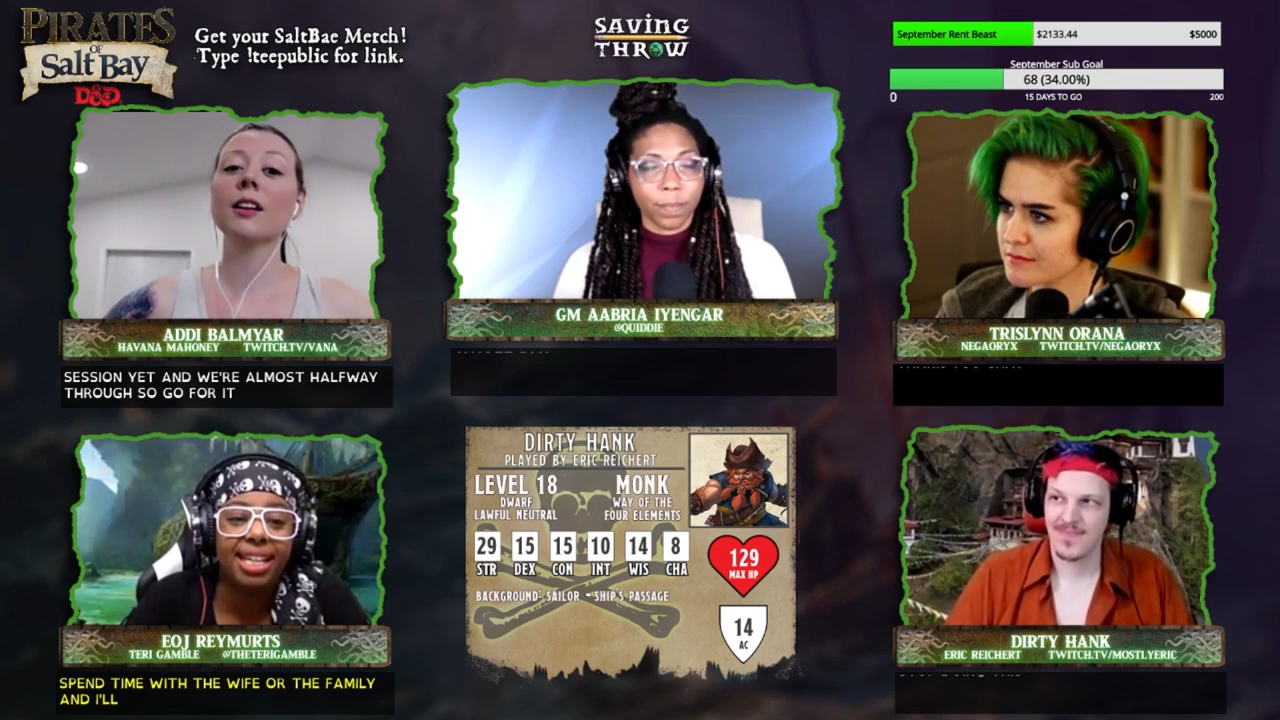 PIRATES
OF
Salt Bay
D&D
Get your SaltBae Merch!
Type !teepublic for link.
SAVING
THROW
September Rent Beast $2133.44 $5000
September Sub Goal
68 (34.00%)
0 15 DAYS TO GO 200
ADDI BALMYAR
HAVANA MAHONEY TWITCH.TV/VANA
SESSION YET AND WE'RE ALMOST HALFWAY
THROUGH SO GO FOR IT
GM AABRIA IYENGAR
@QUIDDIE
TRISLYNN ORANA
NEGAORYX TWITCH.TV/NEGAORYX
EOJ REYMURTS
TERI GAMBLE @THETERIGAMBLE
SPEND TIME WITH THE WIFE OR THE FAMILY
AND I'LL
DIRTY HANK
PLAYED BY ERIC REICHERT
LEVEL 18 MONK
DWARF WAY OF THE
LAWFUL NEUTRAL FOUR ELEMENTS
29 15 15 10 14 8
STR DEX CON INT WIS CHA
129
MAX HP
BACKGROUND: SAILOR - SHIP'S PASSAGE
14
AC
DIRTY HANK
ERIC REICHERT TWITCH.TV/MOSTLYERIC